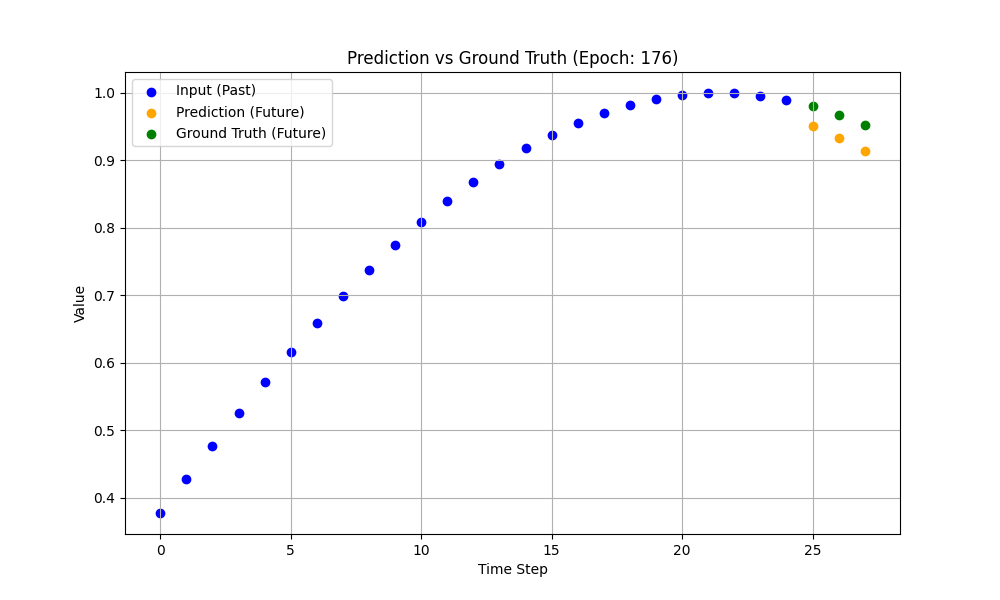 Prediction vs Ground Truth (Epoch: 176)
Input (Past)
Prediction (Future)
Ground Truth (Future)
1.0
0.9
0.8
0.7
0.6
0.5
0.4
Value
0 5 10 15 20 25
Time Step